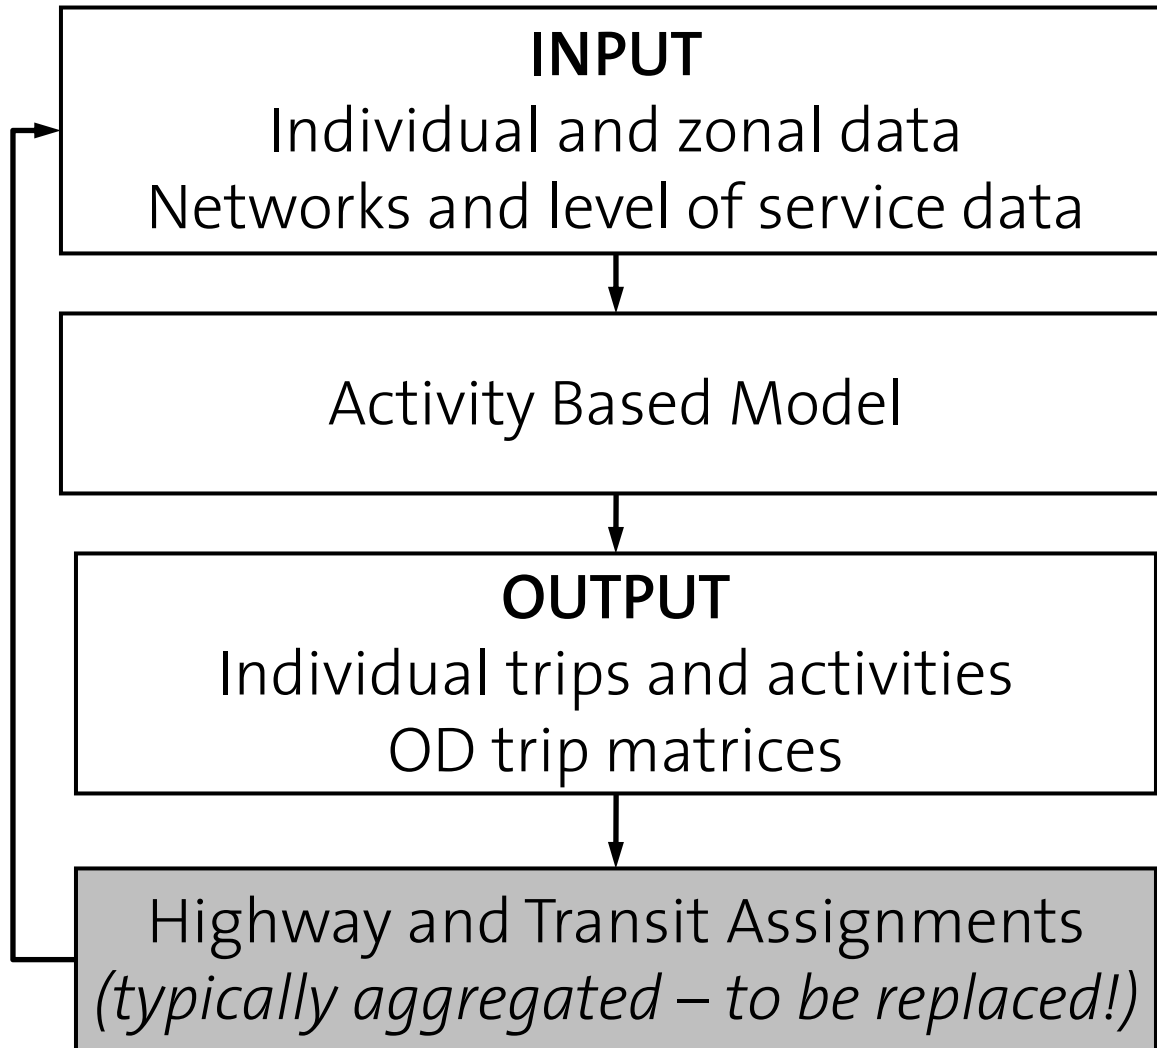 INPUT
Individual and zonal data
Networks and level of service data
Activity Based Model
OUTPUT
Individual trips and activities
OD trip matrices
Highway and Transit Assignments
(typically aggregated – to be replaced!)